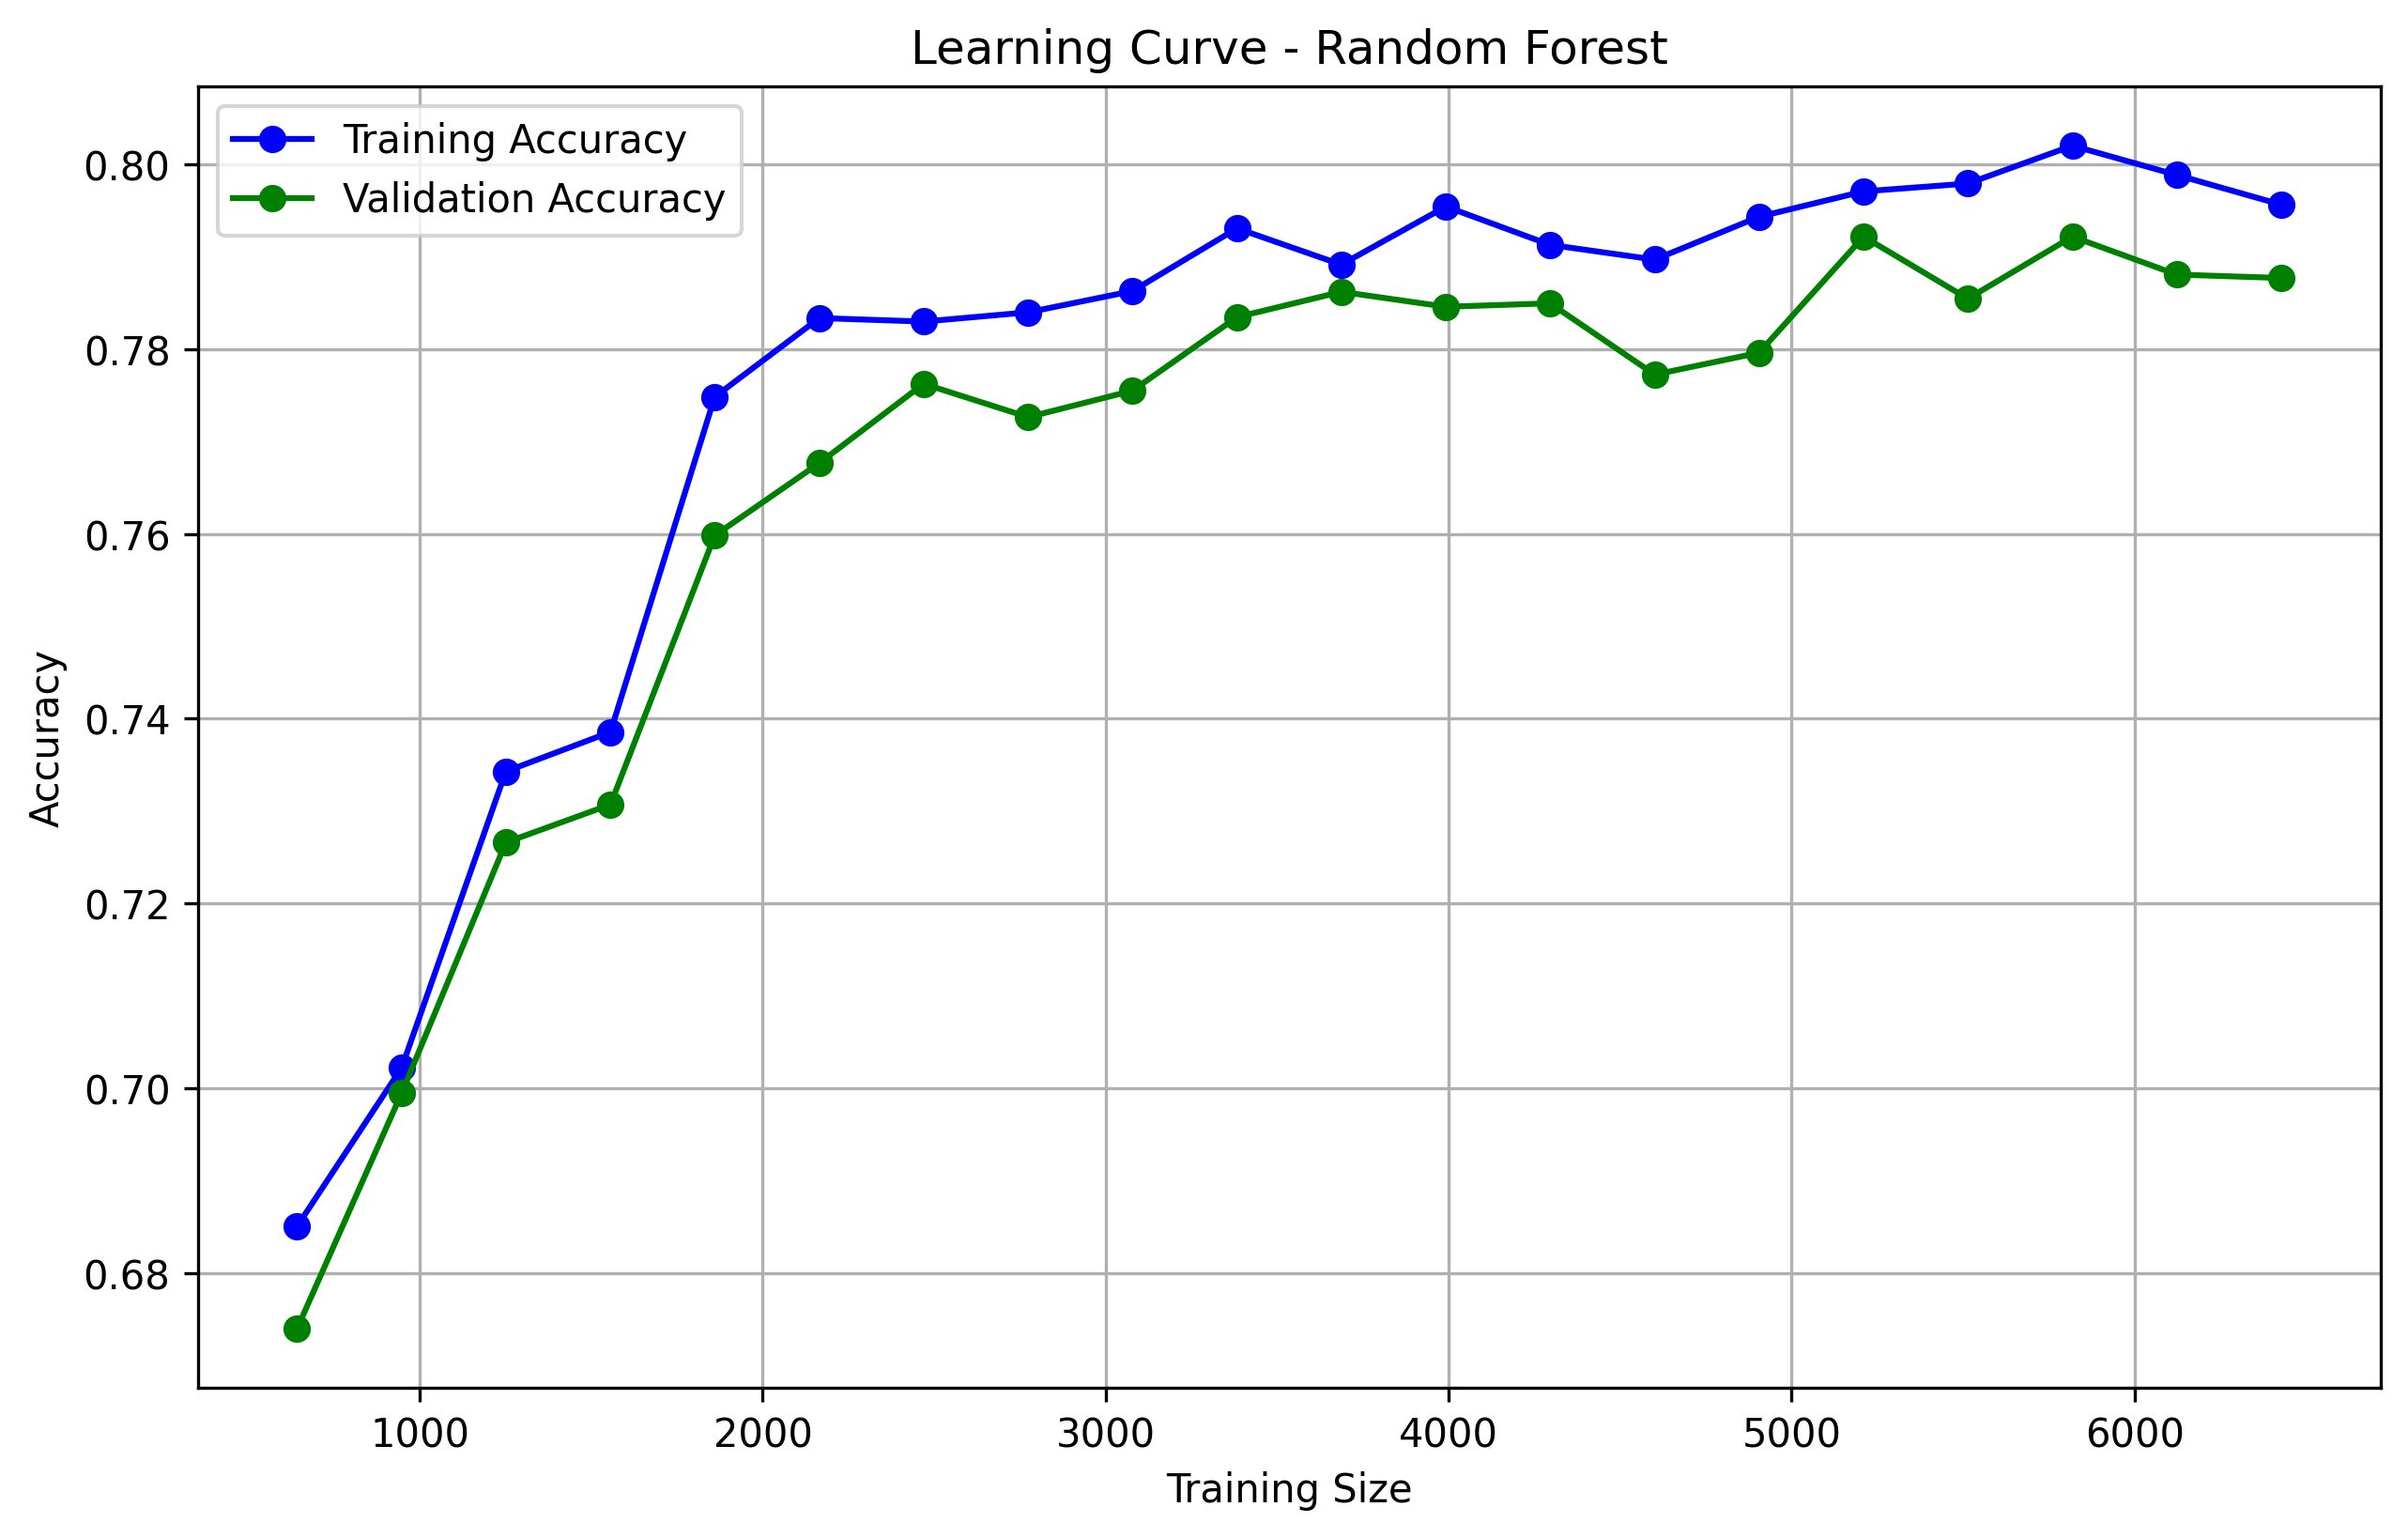 Learning Curve - Random Forest
Training Accuracy
Validation Accuracy
Accuracy
0.80
0.78
0.76
0.74
0.72
0.70
0.68
1000 2000 3000 4000 5000 6000
Training Size